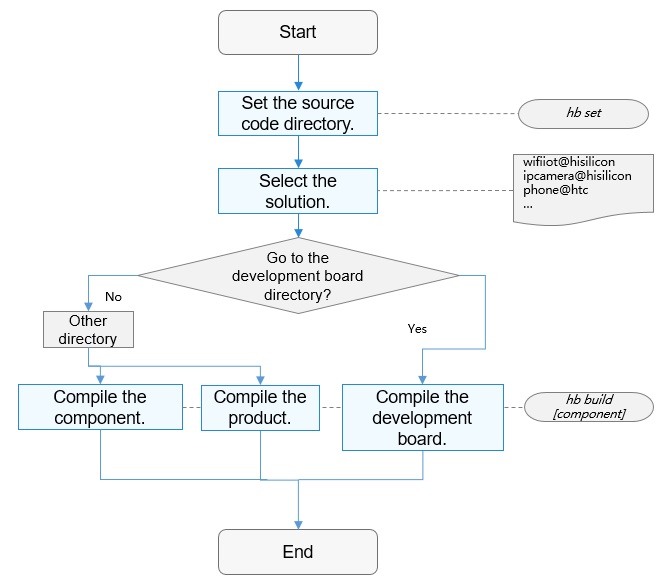 Start
Set the source
code directory.
hb set
Select the
solution.
wifiiot@hisilicon
ipcamera@hisilicon
phone@htc
...
Go to the
development board
directory?
No
Yes
Other
directory
Compile the
component.
Compile the
product.
Compile the
development
board.
hb build
[component]
End